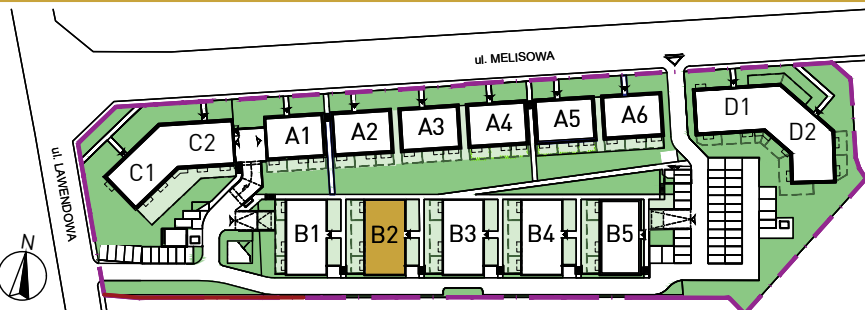 ul. MELISOWA
ul. LAWENDOWA
C1
C2
A1
A2
A3
A4
A5
A6
D1
D2
B1
B2
B3
B4
B5
N